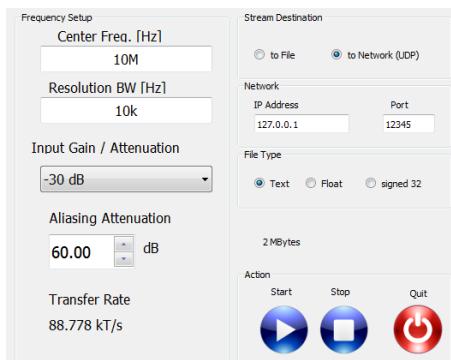 Frequency Setup
Center Freq. [Hz]
10M
Resolution BW [Hz]
10k
Input Gain / Attenuation
-30 dB
Aliasing Attenuation
60.00 dB
Transfer Rate
88.778 kT/s
Stream Destination
to File to Network (UDP)
Network
IP Address Port
127.0.0.1 12345
File Type
Text Float signed 32
2 MBytes
Action
Start Stop Quit